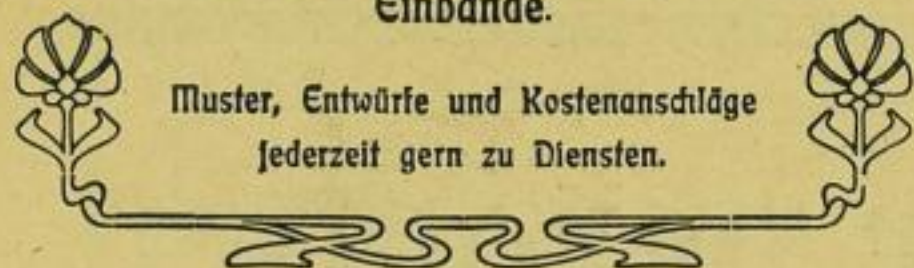 Einbände.
Muster, Entwürfe und Kostenanschläge
jederzeit gern zu Diensten.